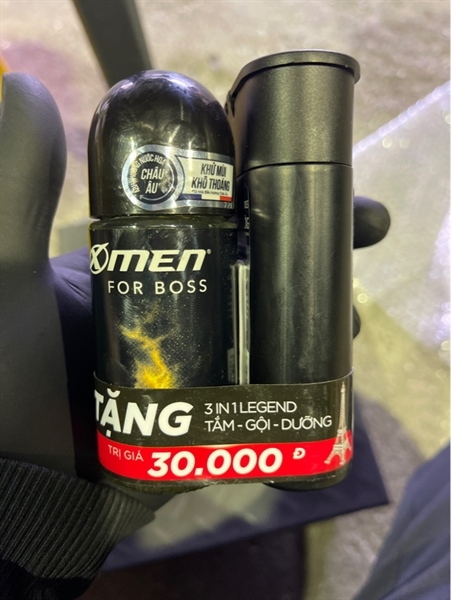 CHÂU ÂU
KHỬ MÙI
KHÔ THOÁNG
XMEN
FOR BOSS
TẶNG
3 IN 1 LEGEND
TẮM - GỘI - DƯỠNG
TRỊ GIÁ 30.000 Đ